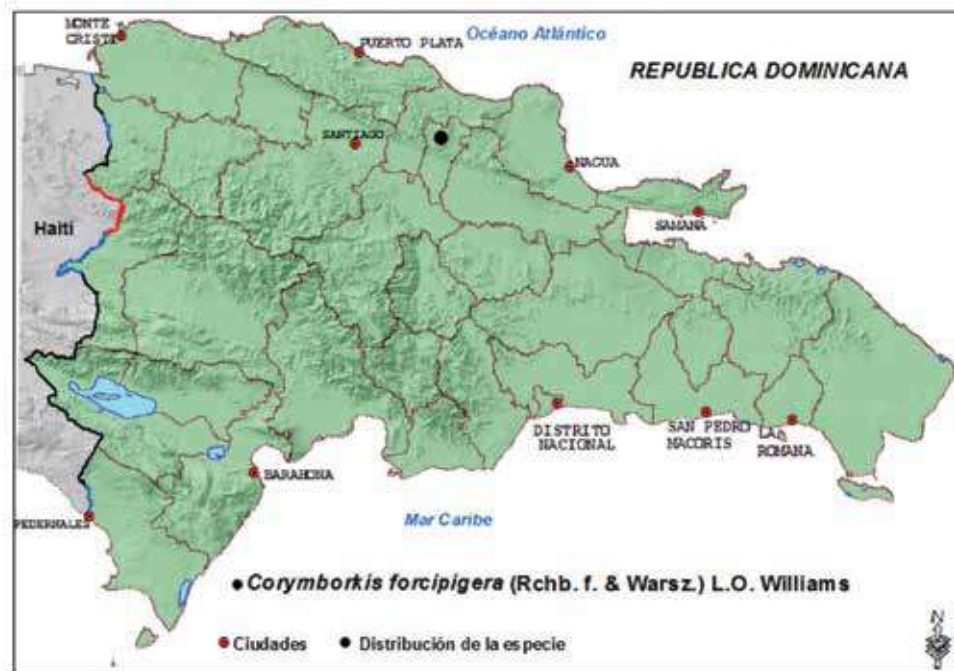 MONTE
CRISTI
PUERTO PLATA
Océano Atlántico
REPUBLICA DOMINICANA
SANTIAGO
NAGUA
SAMANA
Haití
DISTRITO
NACIONAL
SAN PEDRO
MACORIS
LA
ROMANA
BARAHONA
PEDERNALES
Mar Caribe
Corymborkis forcipigera (Rchb. f. & Warsz.) L.O. Williams
Ciudades
Distribución de la especie
N